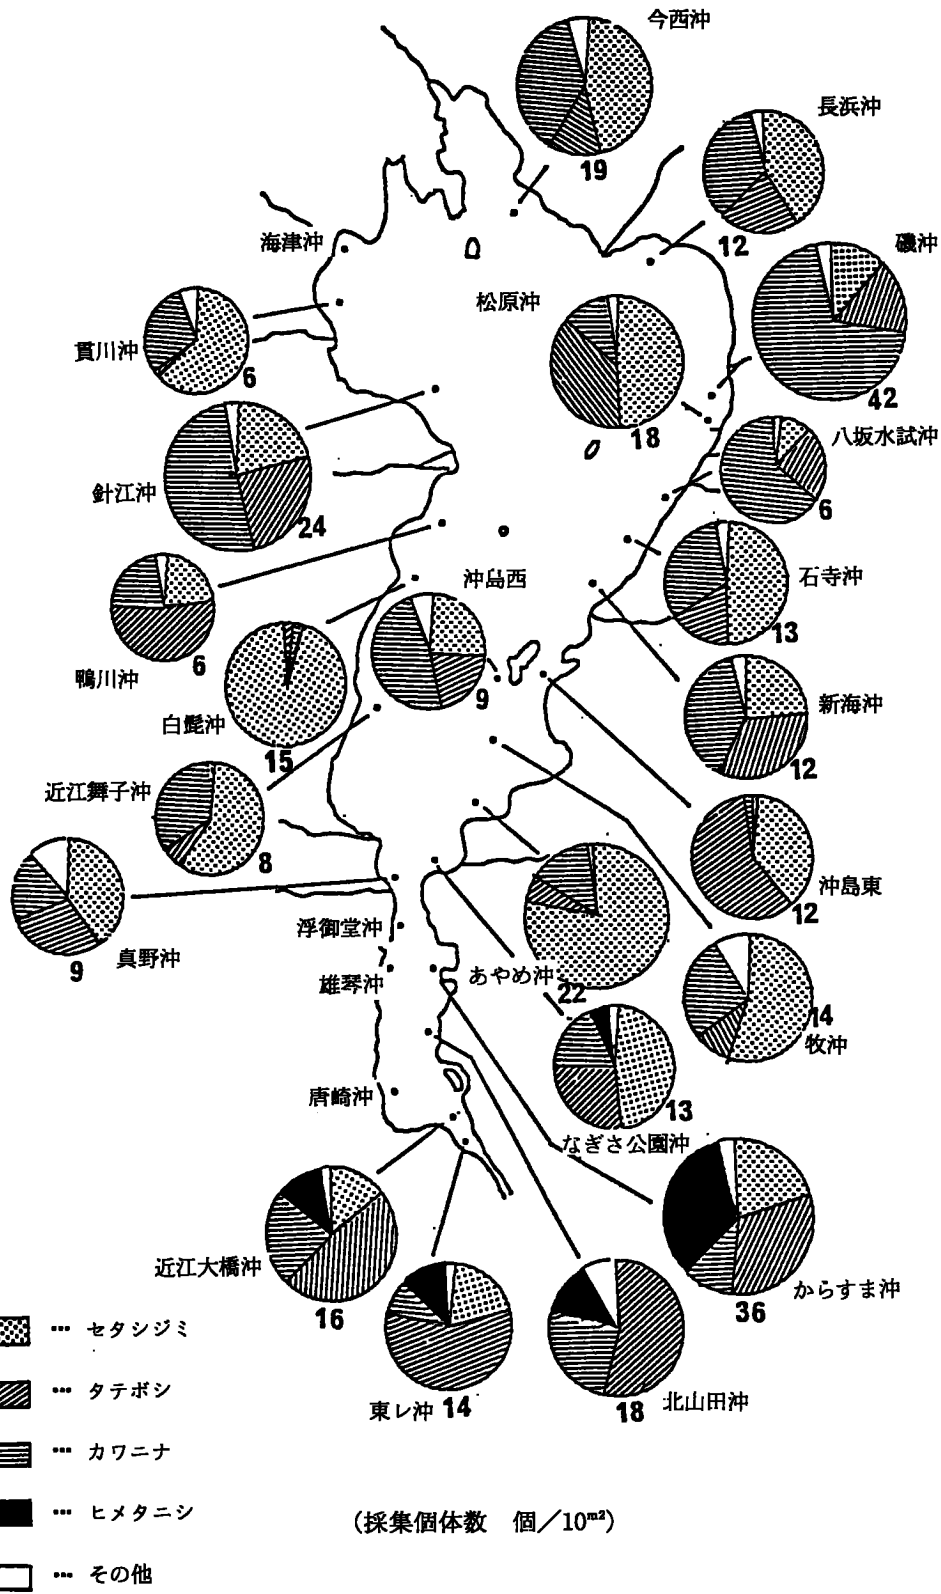 今西沖
19
長浜沖
12
海津沖
磯沖
42
松原沖
18
貫川沖
6
八坂水試沖
6
針江沖
24
石寺沖
13
沖島西
9
鴨川沖
6
白髭沖
15
新海沖
12
近江舞子沖
8
沖島東
12
真野沖
9
浮御堂沖
雄琴沖
あやめ沖
22
14
牧沖
唐崎沖
13
なぎさ公園沖
近江大橋沖
16
からすま沖
36
東レ沖 14
18 北山田沖
… セタシジミ
… タテボシ
… カワニナ
… ヒメタニシ
… その他
(採集個体数 個/10m²)